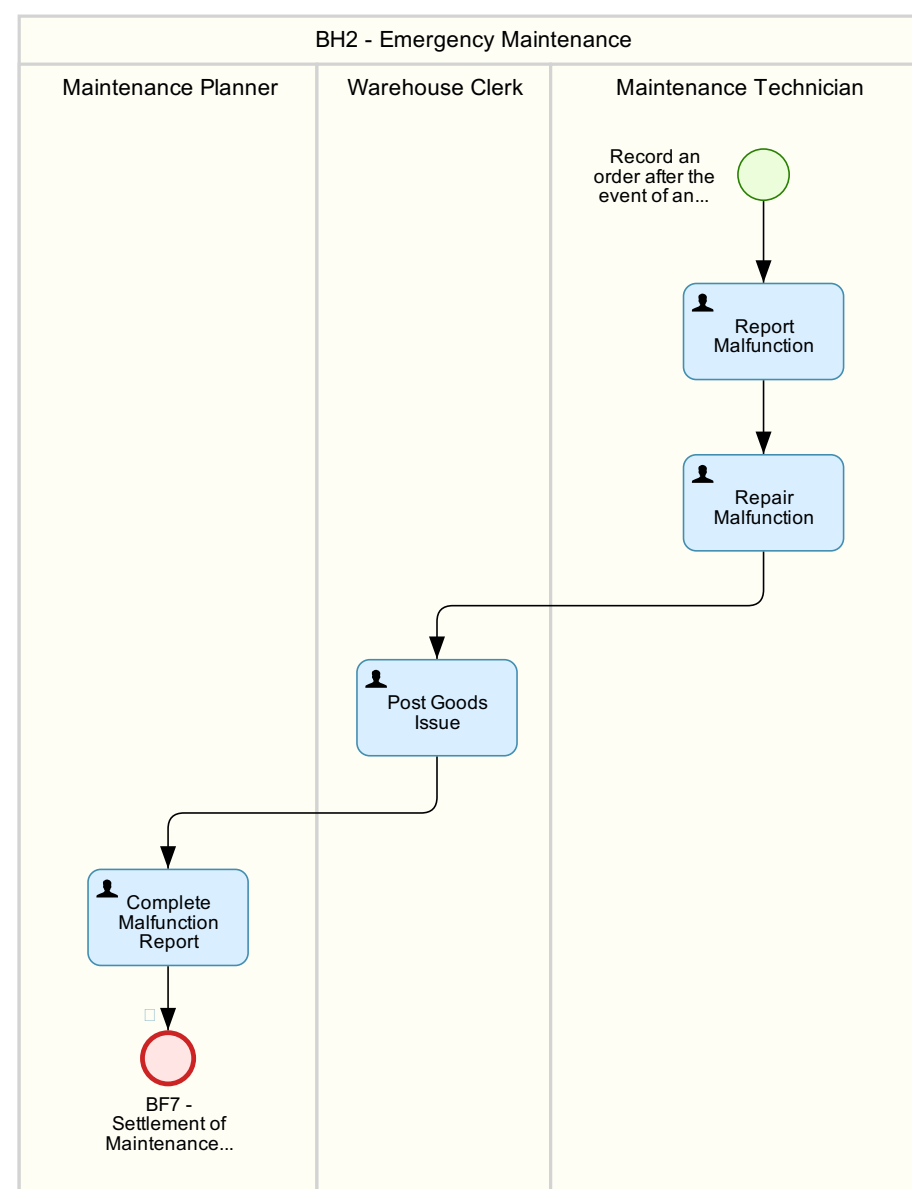 BH2 - Emergency Maintenance
Maintenance Planner
Warehouse Clerk
Maintenance Technician
Record an
order after the
event of an...
Report
Malfunction
Repair
Malfunction
Post Goods
Issue
Complete
Malfunction
Report
BF7 -
Settlement of
Maintenance...